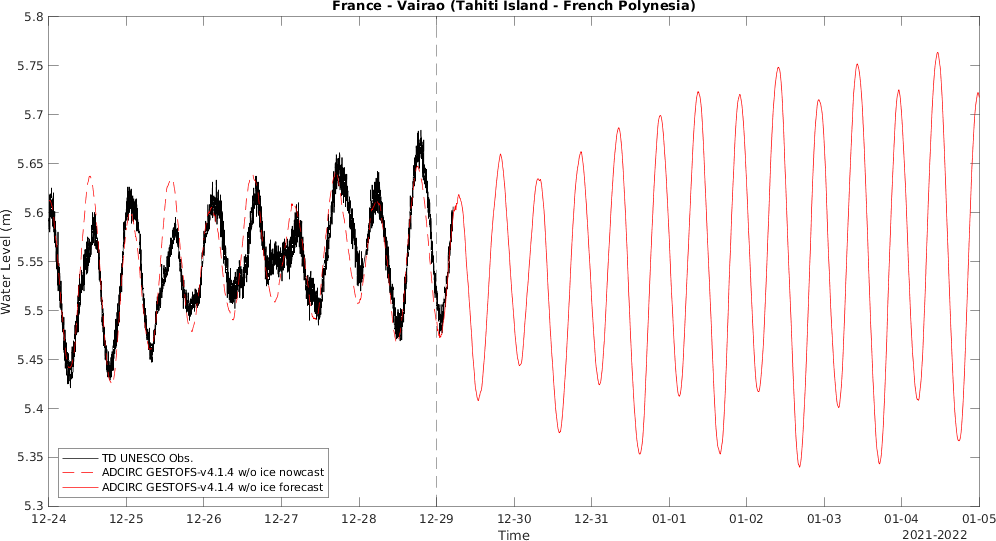 France - Vairao (Tahiti Island - French Polynesia)
5.8
5.75
5.7
5.65
5.6
5.55
5.5
5.45
5.4
5.35
5.3
Water Level (m)
TD UNESCO Obs.
ADCIRC GESTOFS-v4.1.4 w/o ice nowcast
ADCIRC GESTOFS-v4.1.4 w/o ice forecast
12-24 12-25 12-26 12-27 12-28 12-29 12-30 12-31 01-01 01-02 01-03 01-04 01-05
Time
2021-2022